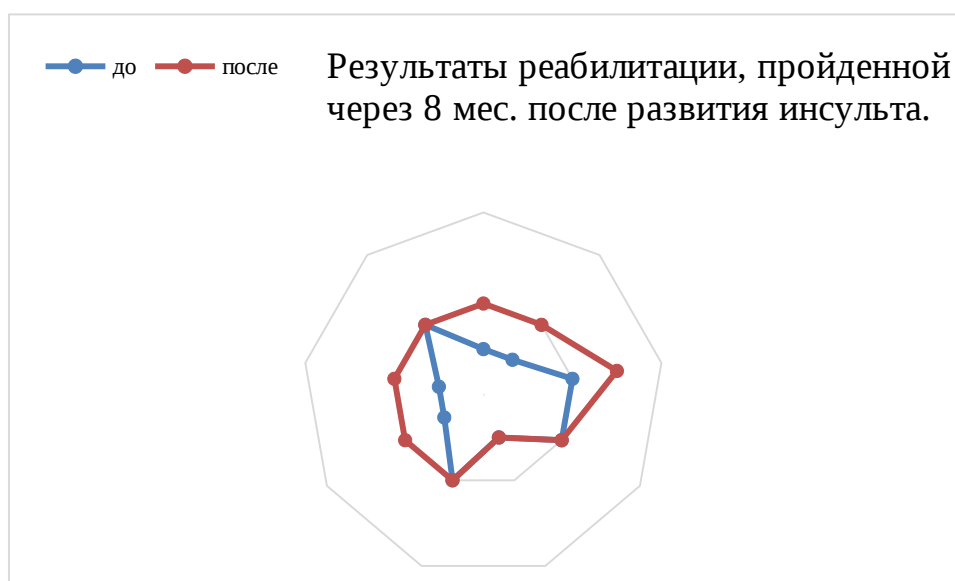 до после
Результаты реабилитации, пройденной
через 8 мес. после развития инсульта.